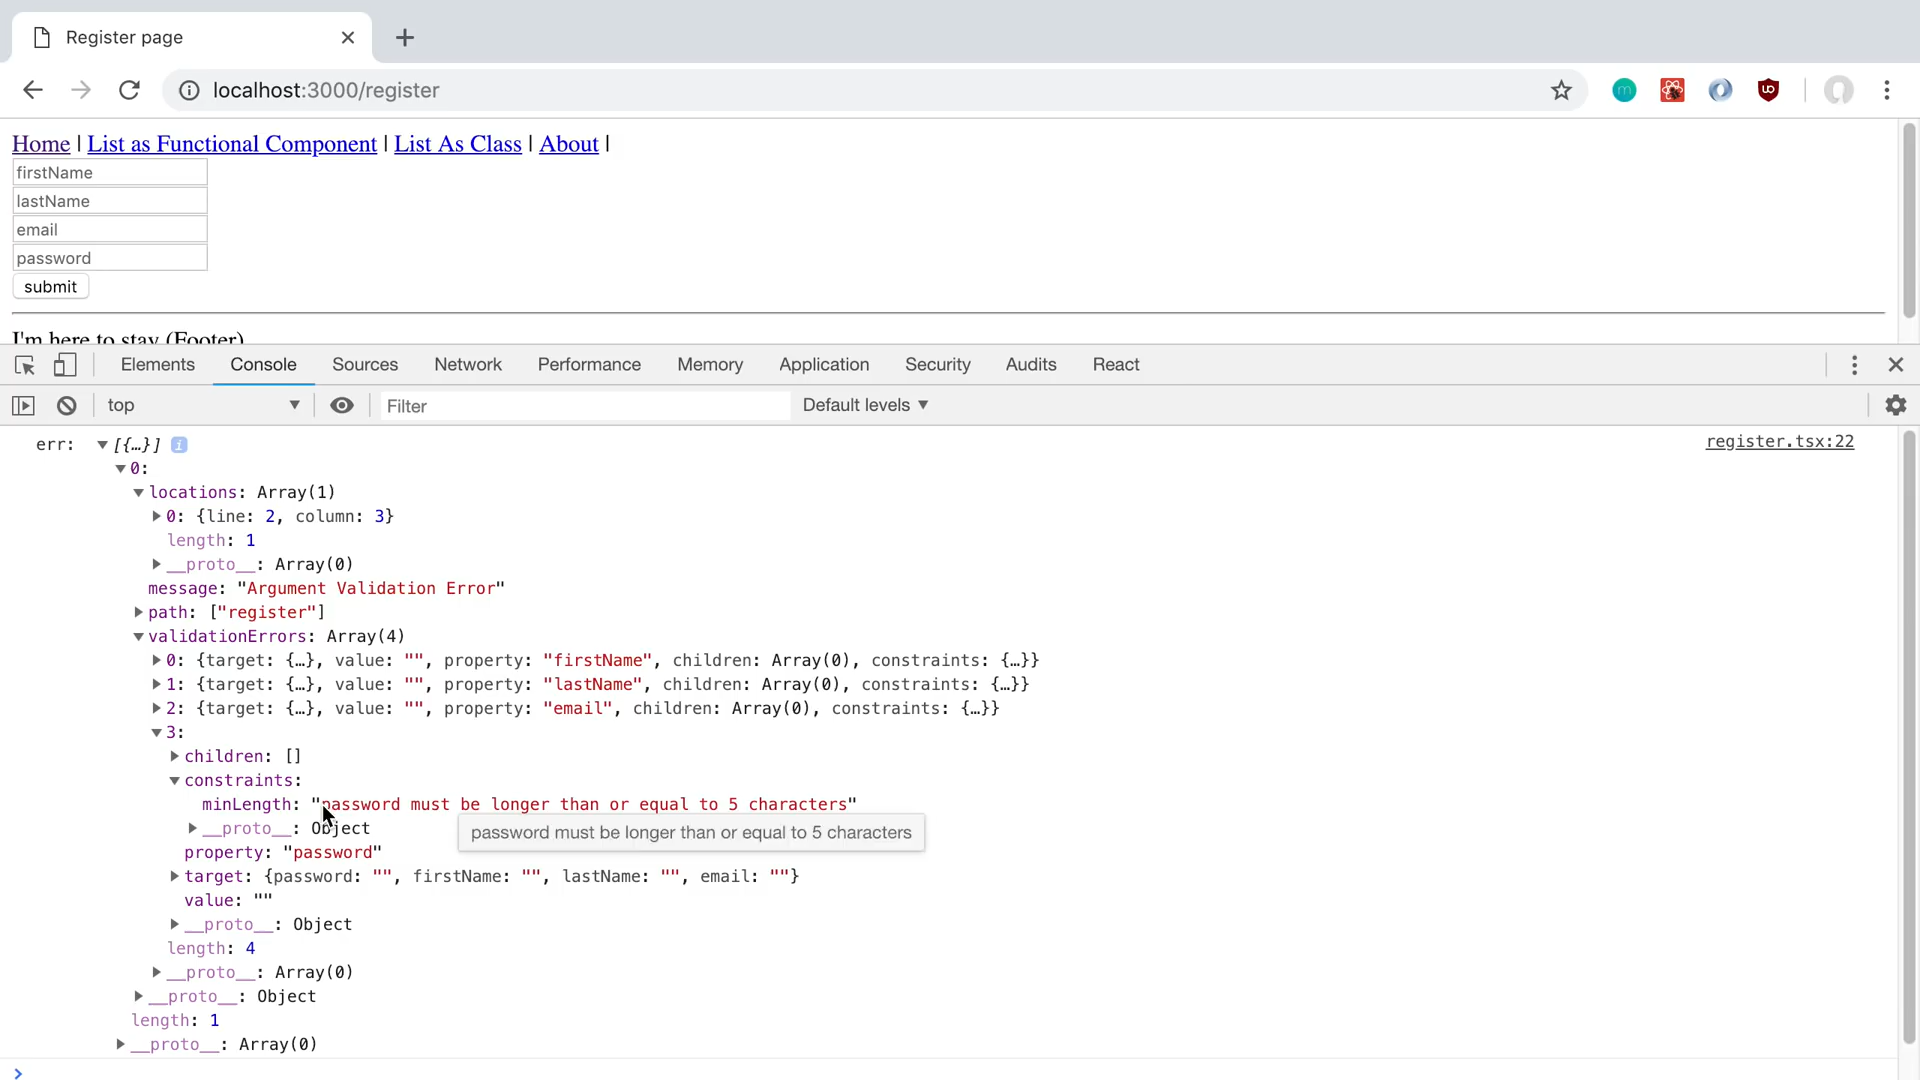 Register page
localhost:3000/register
Home | List as Functional Component | List As Class | About |
firstName
lastName
email
password
submit
I'm here to stay (Footer)
Elements Console Sources Network Performance Memory Application Security Audits React
top Filter Default levels
err: [{…}] i register.tsx:22
0:
locations: Array(1)
0: {line: 2, column: 3}
length: 1
__proto__: Array(0)
message: "Argument Validation Error"
path: ["register"]
validationErrors: Array(4)
0: {target: {…}, value: "", property: "firstName", children: Array(0), constraints: {…}}
1: {target: {…}, value: "", property: "lastName", children: Array(0), constraints: {…}}
2: {target: {…}, value: "", property: "email", children: Array(0), constraints: {…}}
3:
children: []
constraints:
minLength: "password must be longer than or equal to 5 characters"
__proto__: Object
password must be longer than or equal to 5 characters
property: "password"
target: {password: "", firstName: "", lastName: "", email: ""}
value: ""
__proto__: Object
length: 4
__proto__: Array(0)
__proto__: Object
length: 1
__proto__: Array(0)